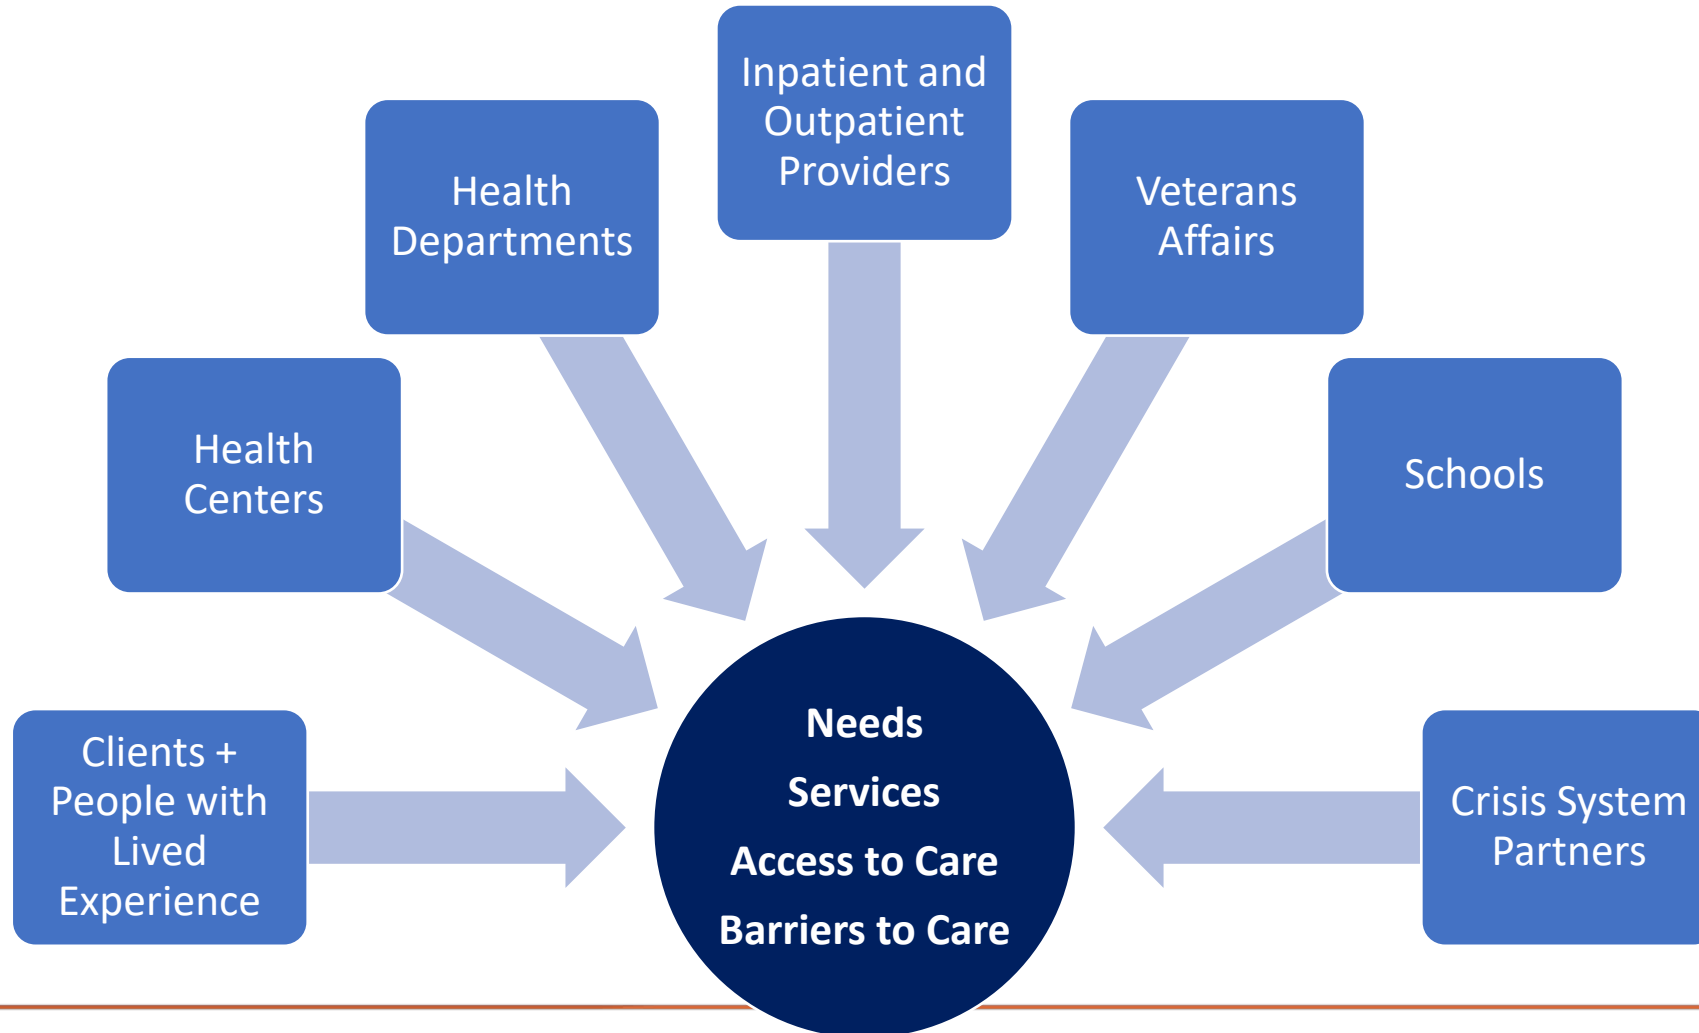 Inpatient and
Outpatient
Providers
Health
Departments
Veterans
Affairs
Health
Centers
Schools
Clients +
People with
Lived
Experience
Needs
Services
Access to Care
Barriers to Care
Crisis System
Partners